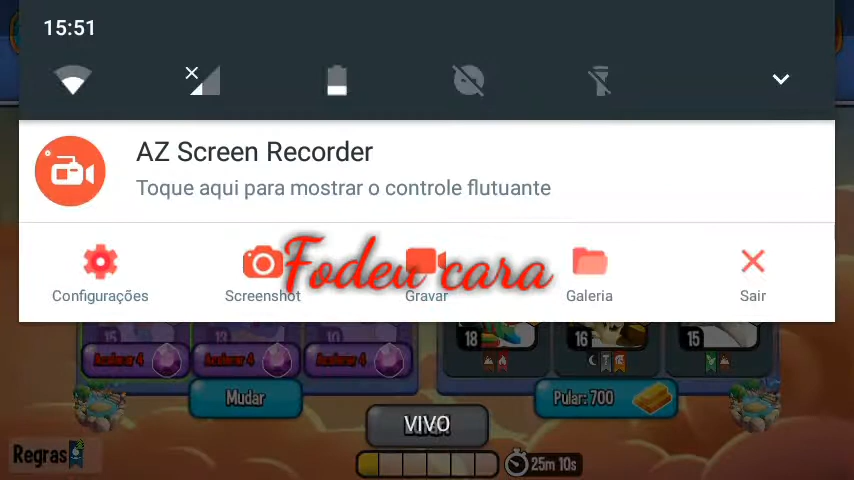 15:51
AZ Screen Recorder
Toque aqui para mostrar o controle flutuante
Fodeu cara
Configurações Screenshot Gravar Galeria Sair
15 13 10 18 16 15
Acelerar 4 Acelerar 4 Acelerar 4
Mudar Pular: 700
VIVO
Regras 25m 10s